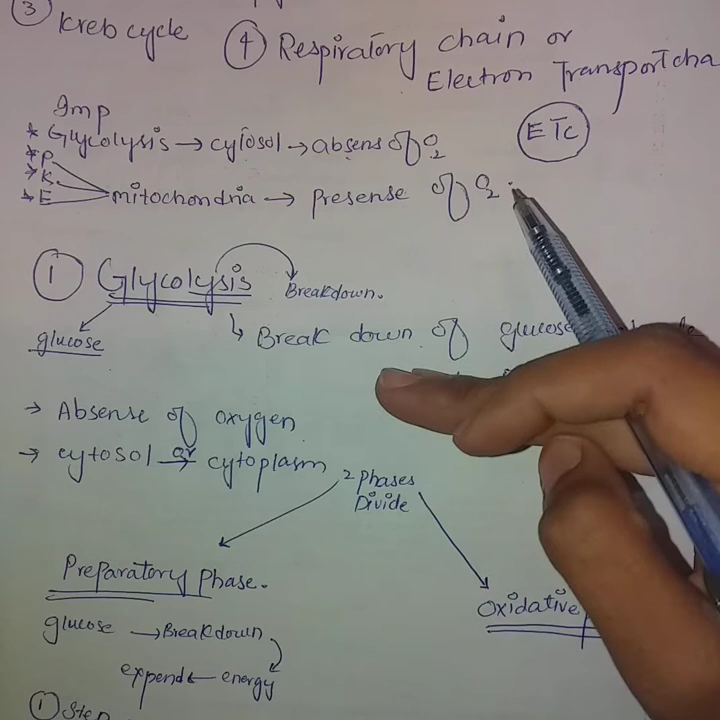 ③ Kreb cycle ④ Respiratory chain or
Electron Transport cha
Imp
* Glycolysis → cytosol → absens of O2
ETC
* P
* K
* E
mitochondria → Presense of O2
① Glycolysis
Breakdown.
glucose
↳ Break down of glucose
→ Absense of oxygen
→ cytosol or → cytoplasm
2 Phases
Divide
Preparatory Phase.
Oxidative
glucose → Breakdown
expend ← energy
① Step